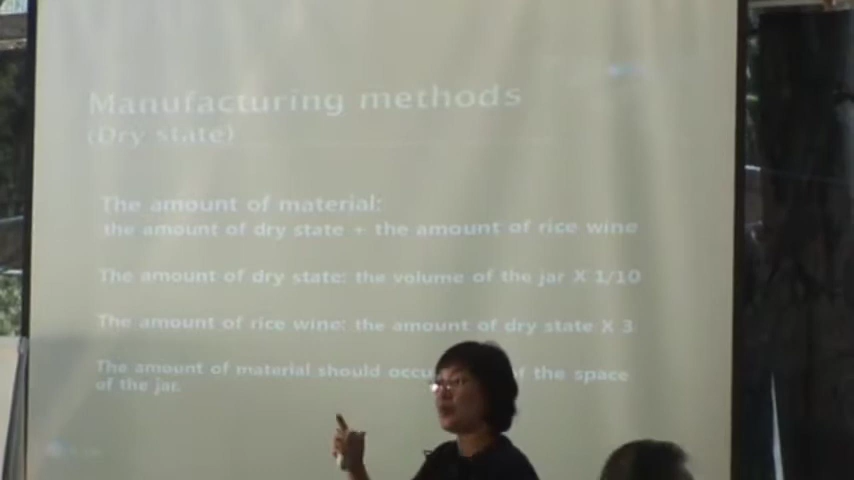 Manufacturing methods
(Dry state)
The amount of material:
the amount of dry state + the amount of rice wine
The amount of dry state: the volume of the jar X 1/10
The amount of rice wine: the amount of dry state X 3
The amount of material should of the space
of the jar.